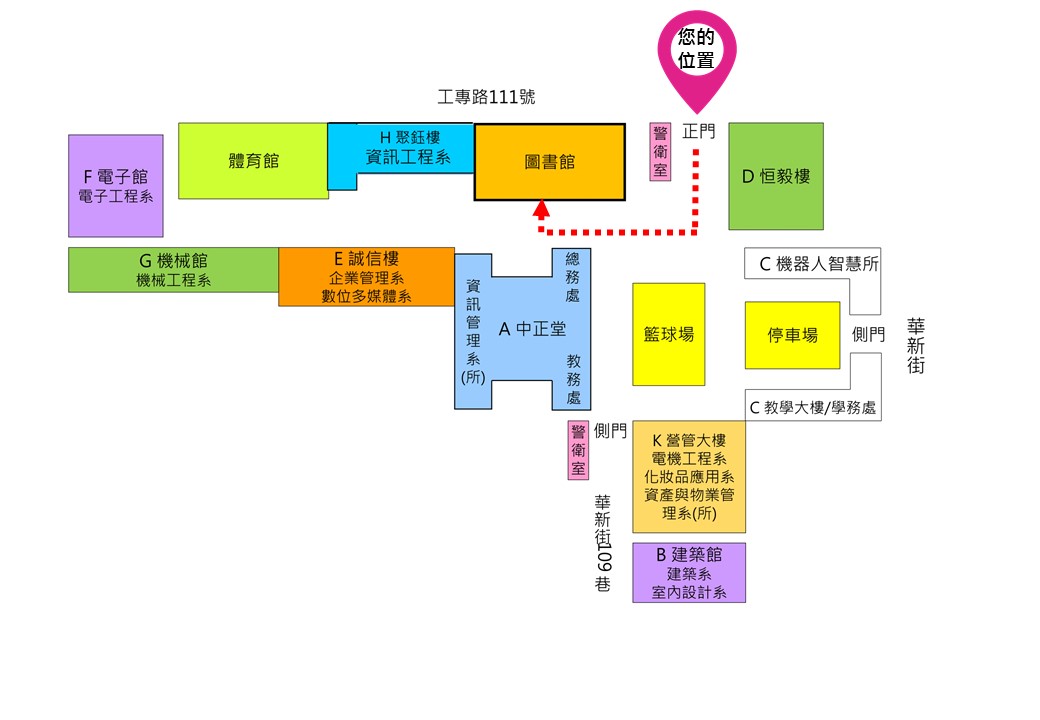 您的
位置
工專路111號
正門
警衛室
D 恒毅樓
圖書館
H 聚鈺樓
資訊工程系
體育館
F 電子館
電子工程系
G 機械館
機械工程系
E 誠信樓
企業管理系
數位多媒體系
資訊管理系(所)
A 中正堂
總務處
教務處
籃球場
C 機器人智慧所
停車場
側門
華新街
C 教學大樓/學務處
警衛室
側門
K 營管大樓
電機工程系
化妝品應用系
資產與物業管
理系(所)
華新街109巷
B 建築館
建築系
室內設計系